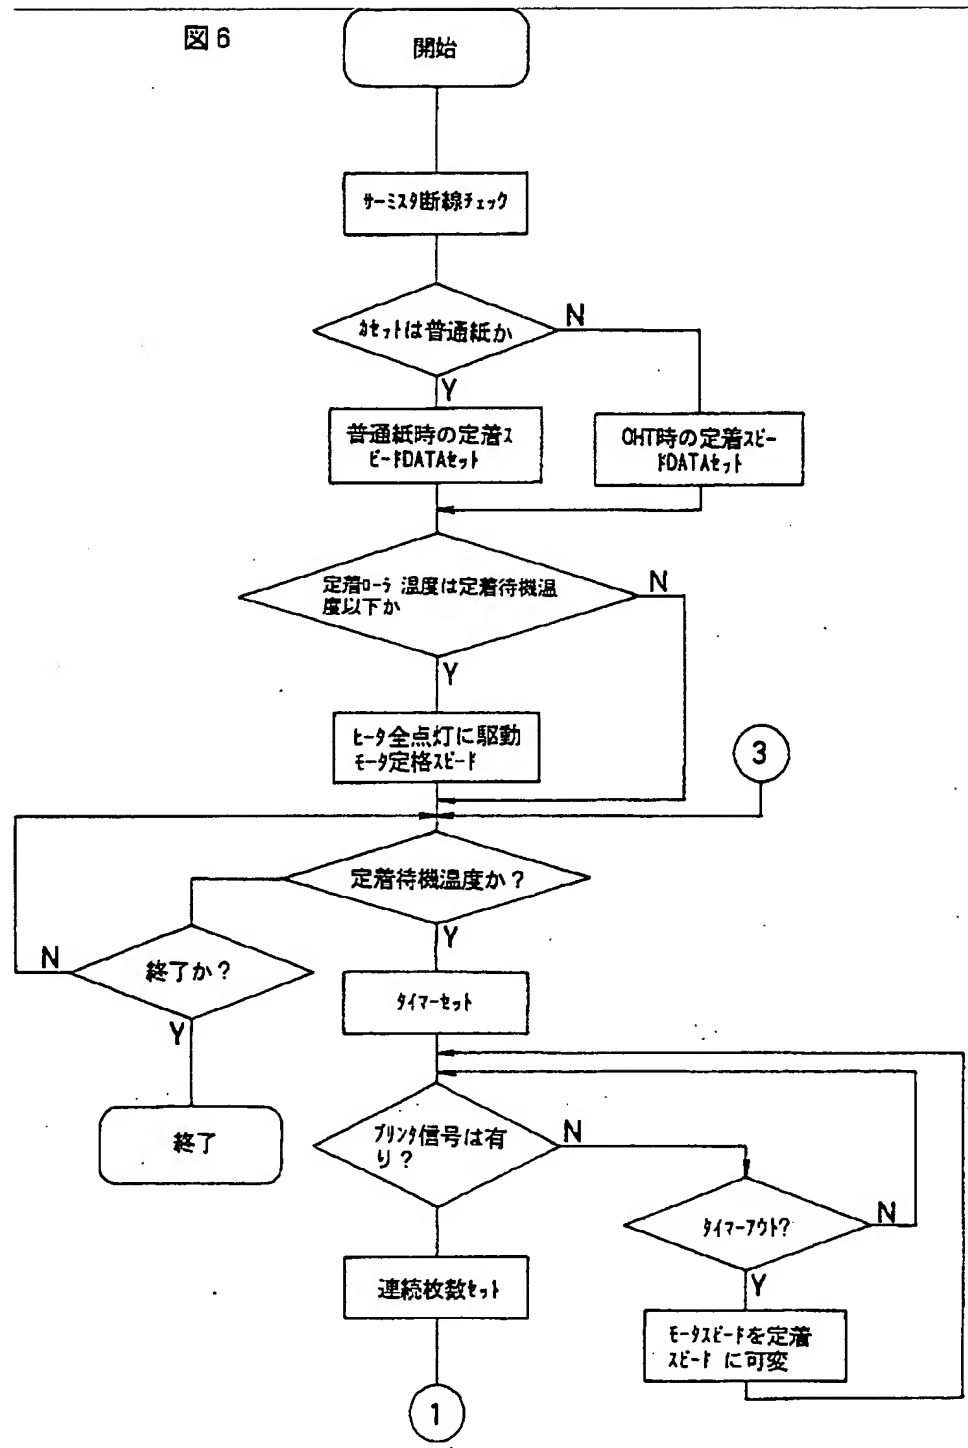 図6
開始
ｻｰﾐｽﾀ断線ﾁｪｯｸ
ｶｾｯﾄは普通紙か
N
Y
普通紙時の定着ｽ
ﾋﾟｰﾄﾞDATAｾｯﾄ
OHT時の定着ｽﾋﾟｰ
ﾄﾞDATAｾｯﾄ
定着ﾛｰﾗ 温度は定着待機温
度以下か
N
Y
ﾋｰﾀ全点灯に駆動
ﾓｰﾀ定格ｽﾋﾟｰﾄﾞ
3
定着待機温度か？
Y
N
終了か？
Y
ﾀｲﾏｰｾｯﾄ
終了
ﾌﾟﾘﾝﾀ信号は有
り？
N
ﾀｲﾏｰｱｳﾄ?
N
Y
連続枚数ｾｯﾄ
ﾓｰﾀｽﾋﾟｰﾄﾞを定着
ｽﾋﾟｰﾄﾞ に可変
1